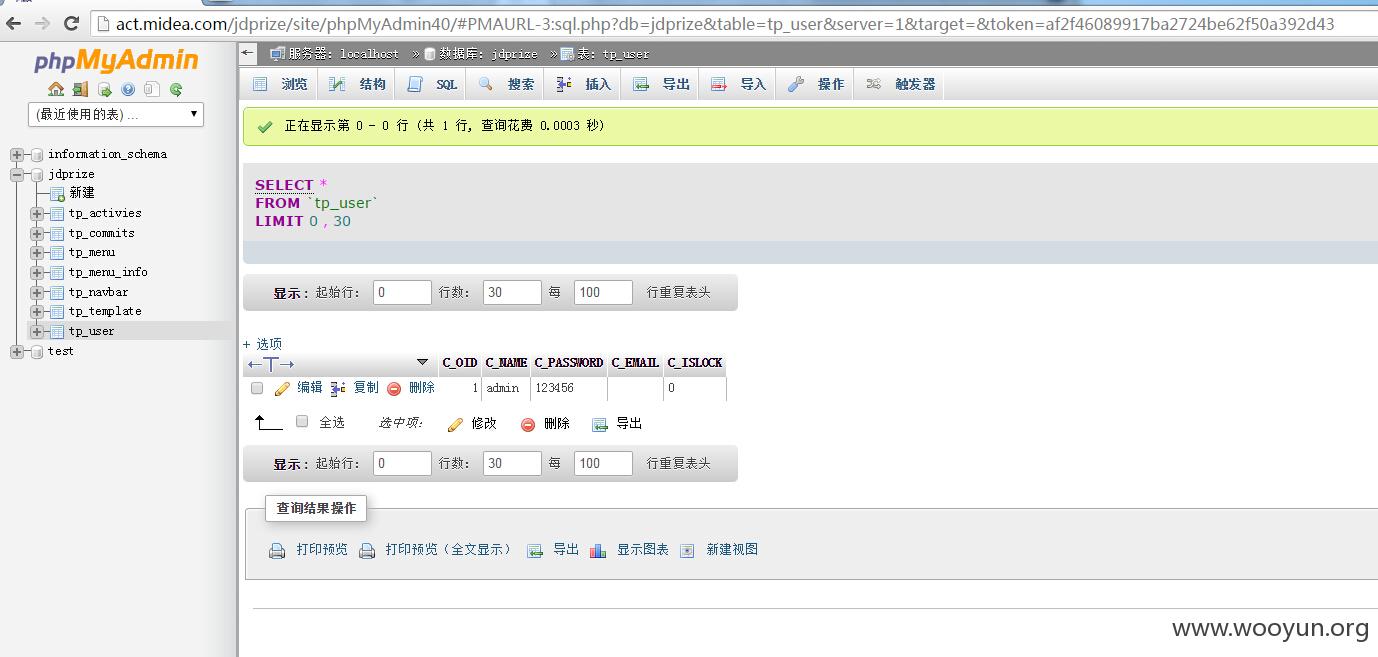 act.midea.com/jdprize/site/phpMyAdmin40/#PMAURL-3:sql.php?db=jdprize&table=tp_user&server=1&target=&token=af2f46089917ba2724be62f50a392d43
phpMyAdmin
(最近使用的表) ...
information_schema
jdprize
新建
tp_activies
tp_commits
tp_menu
tp_menu_info
tp_navbar
tp_template
tp_user
test
服务器: localhost » 数据库: jdprize » 表: tp_user
浏览 结构 SQL 搜索 插入 导出 导入 操作 触发器
正在显示第 0 - 0 行 (共 1 行, 查询花费 0.0003 秒)
SELECT *
FROM `tp_user`
LIMIT 0 , 30
显示: 起始行: 0 行数: 30 每 100 行重复表头
+ 选项
←T→ C_OID C_NAME C_PASSWORD C_EMAIL C_ISLOCK
编辑 复制 删除 1 admin 123456 0
全选 选中项: 修改 删除 导出
显示: 起始行: 0 行数: 30 每 100 行重复表头
查询结果操作
打印预览 打印预览 (全文显示) 导出 显示图表 新建视图
www.wooyun.org